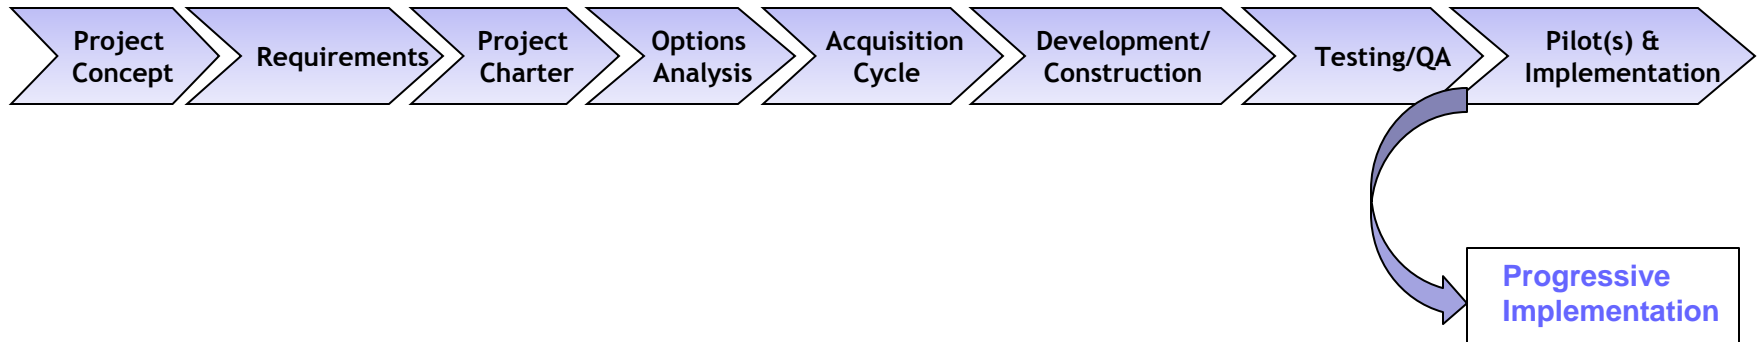 Project
Concept
Requirements
Project
Charter
Options
Analysis
Acquisition
Cycle
Development/
Construction
Testing/QA
Pilot(s) &
Implementation
Progressive
Implementation